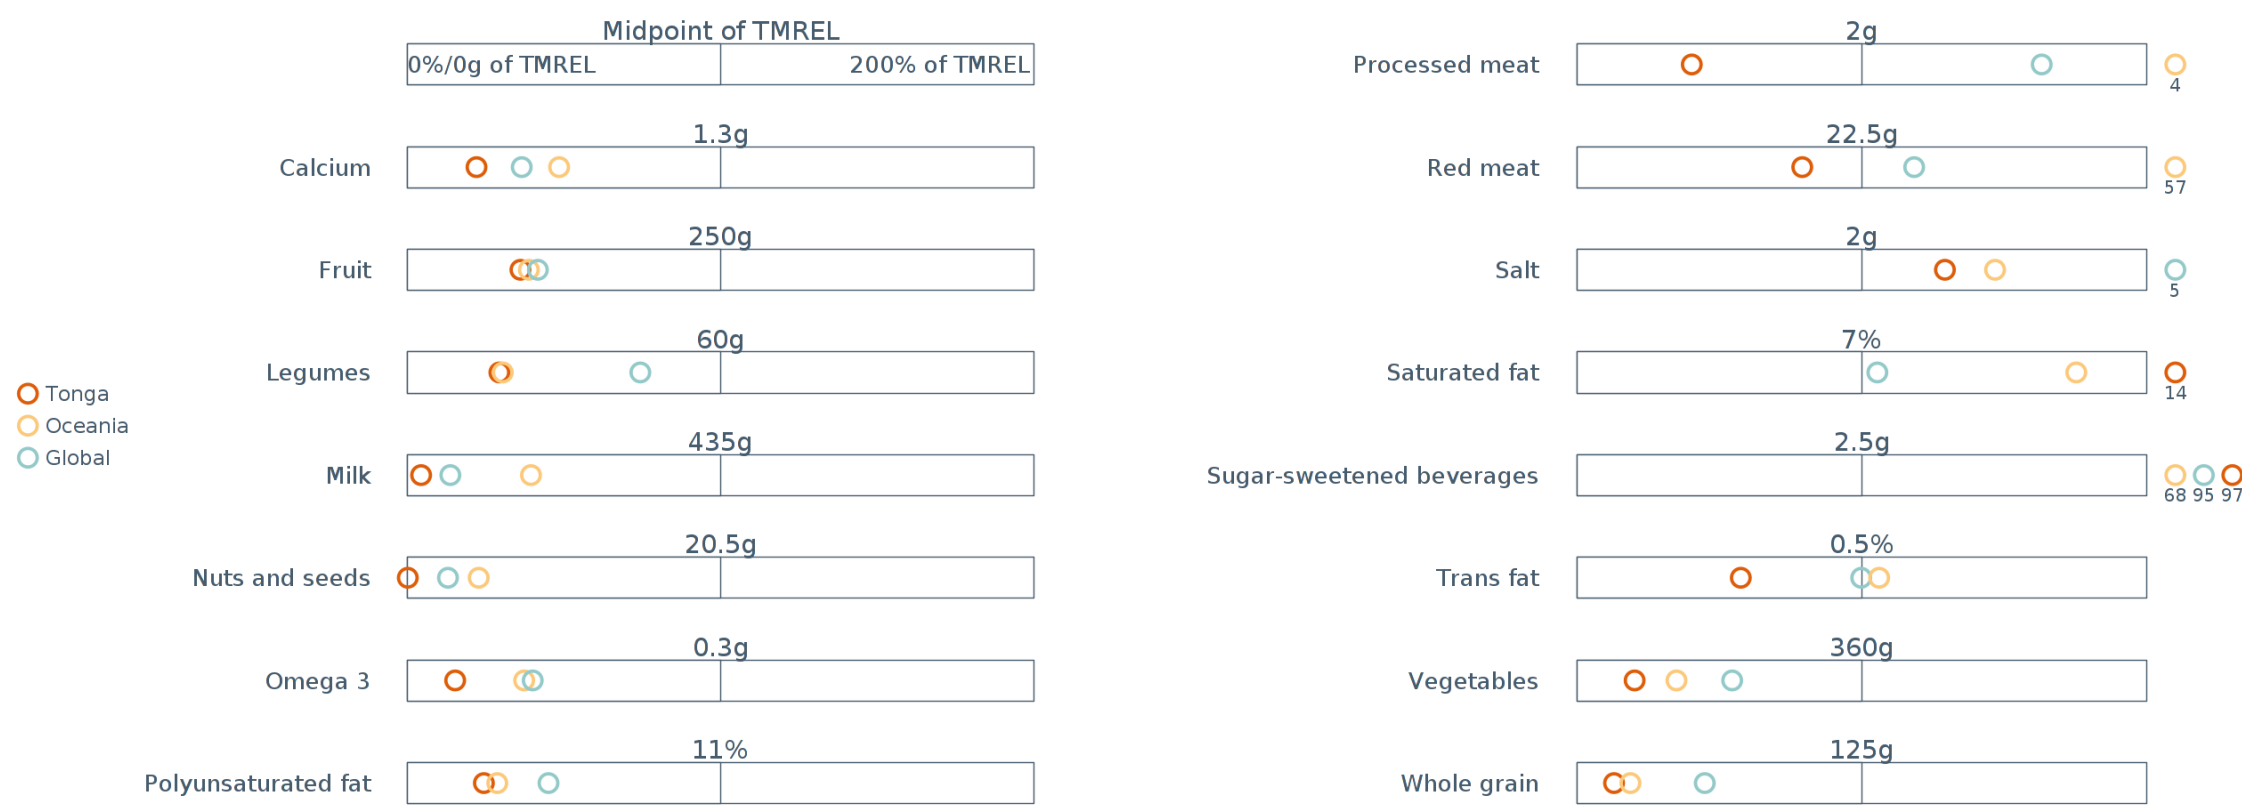 Midpoint of TMREL
0%/0g of TMREL
200% of TMREL
Calcium
1.3g
Fruit
250g
Legumes
60g
Milk
435g
Nuts and seeds
20.5g
Omega 3
0.3g
Polyunsaturated fat
11%
Tonga
Oceania
Global
Processed meat
2g
4
Red meat
22.5g
57
Salt
2g
5
Saturated fat
7%
14
Sugar-sweetened beverages
2.5g
68 95 97
Trans fat
0.5%
Vegetables
360g
Whole grain
125g